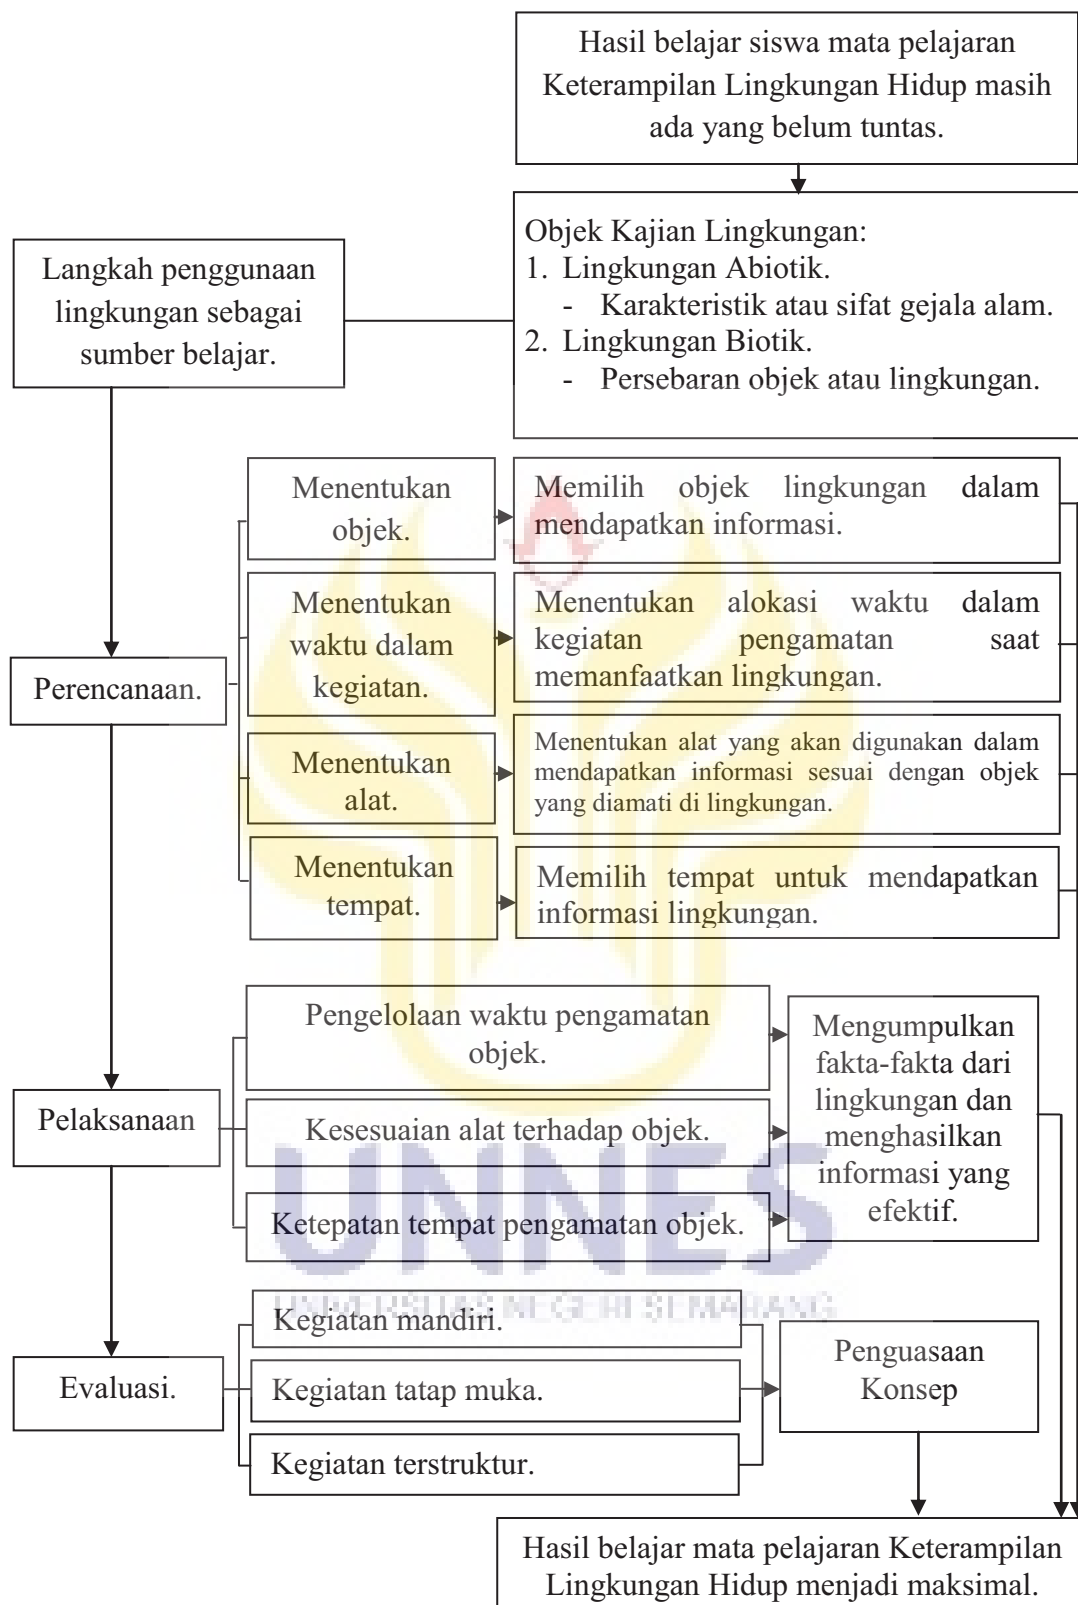 Hasil belajar siswa mata pelajaran
Keterampilan Lingkungan Hidup masih
ada yang belum tuntas.
Objek Kajian Lingkungan:
1. Lingkungan Abiotik.
- Karakteristik atau sifat gejala alam.
2. Lingkungan Biotik.
- Persebaran objek atau lingkungan.
Langkah penggunaan
lingkungan sebagai
sumber belajar.
Perencanaan.
Menentukan
objek.
Memilih objek lingkungan dalam
mendapatkan informasi.
Menentukan
waktu dalam
kegiatan.
Menentukan alokasi waktu dalam
kegiatan pengamatan saat
memanfaatkan lingkungan.
Menentukan
alat.
Menentukan alat yang akan digunakan dalam
mendapatkan informasi sesuai dengan objek
yang diamati di lingkungan.
Menentukan
tempat.
Memilih tempat untuk mendapatkan
informasi lingkungan.
Pelaksanaan
Pengelolaan waktu pengamatan
objek.
Kesesuaian alat terhadap objek.
Ketepatan tempat pengamatan objek.
Mengumpulkan
fakta-fakta dari
lingkungan dan
menghasilkan
informasi yang
efektif.
UNNES
UNIVERSITAS NEGERI SEMARANG
Evaluasi.
Kegiatan mandiri.
Kegiatan tatap muka.
Kegiatan terstruktur.
Penguasaan
Konsep
Hasil belajar mata pelajaran Keterampilan
Lingkungan Hidup menjadi maksimal.